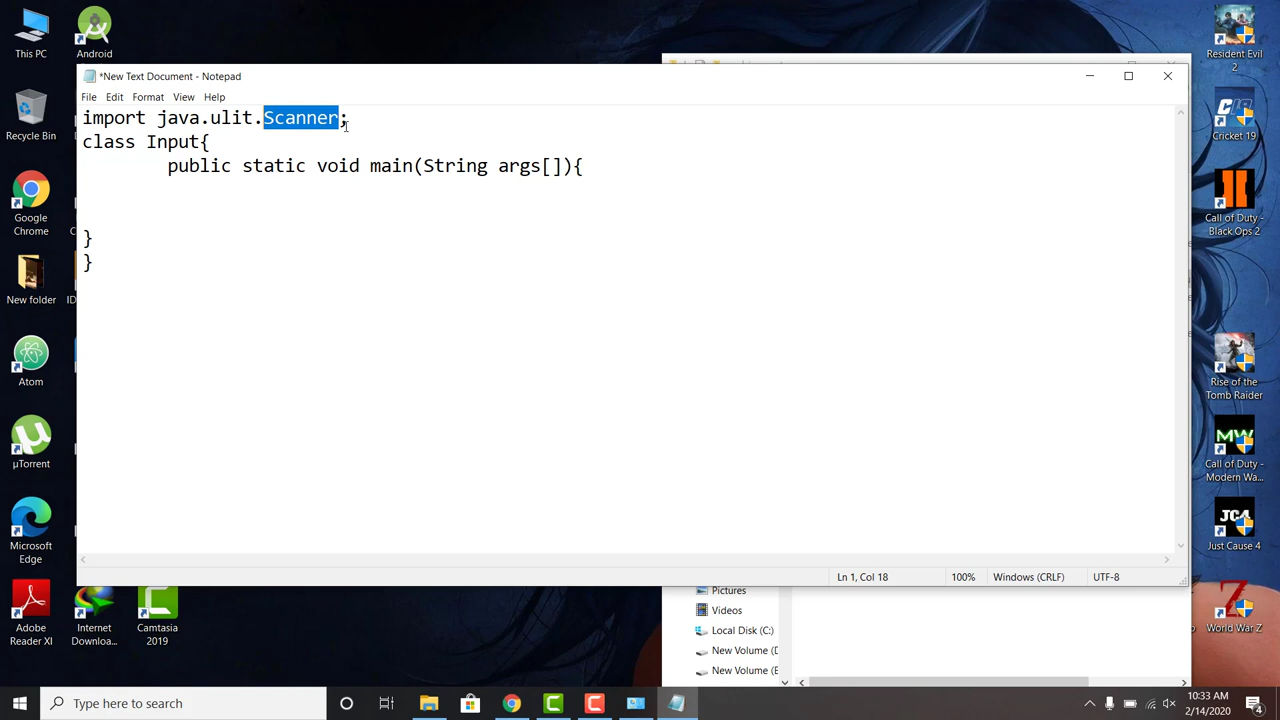 This PC
Android
Recycle Bin
Google
Chrome
New folder
ID
Atom
µTorrent
Microsoft
Edge
Adobe
Reader XI
Internet
Downloa...
Camtasia
2019
*New Text Document - Notepad
File Edit Format View Help
import java.ulit.Scanner;
class Input{
public static void main(String args[]){
}
}
Ln 1, Col 18 100% Windows (CRLF) UTF-8
Pictures
Videos
Local Disk (C:)
New Volume (D
New Volume (E
Resident Evil
2
Cricket 19
Call of Duty -
Black Ops 2
Rise of the
Tomb Raider
MW
Call of Duty -
Modern Wa...
JC4
Just Cause 4
World War Z
Type here to search
10:33 AM
2/14/2020
4